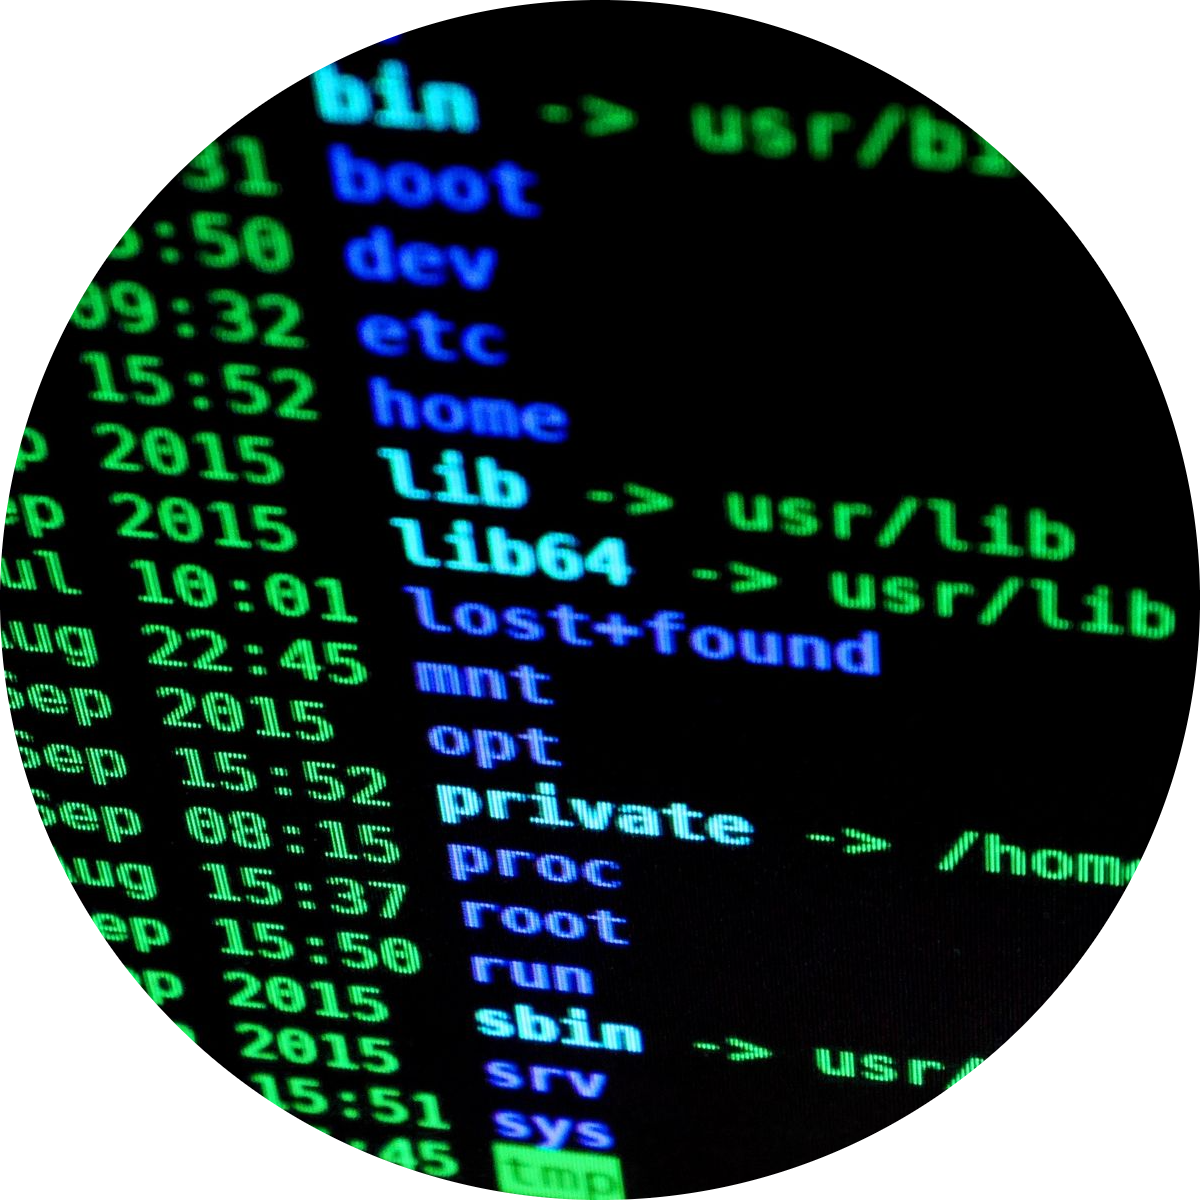 bin -> usr/bi
31 boot
:50 dev
09:32 etc
15:52 home
p 2015 lib -> usr/lib
ep 2015 lib64 -> usr/lib
ul 10:01 lost+found
ug 22:45 mnt
Sep 2015 opt
Sep 15:52 private -> /home
Sep 08:15 proc
Aug 15:37 root
ep 15:50 run
p 2015 sbin -> usr/
2015 srv
15:51 sys
:45 tmp